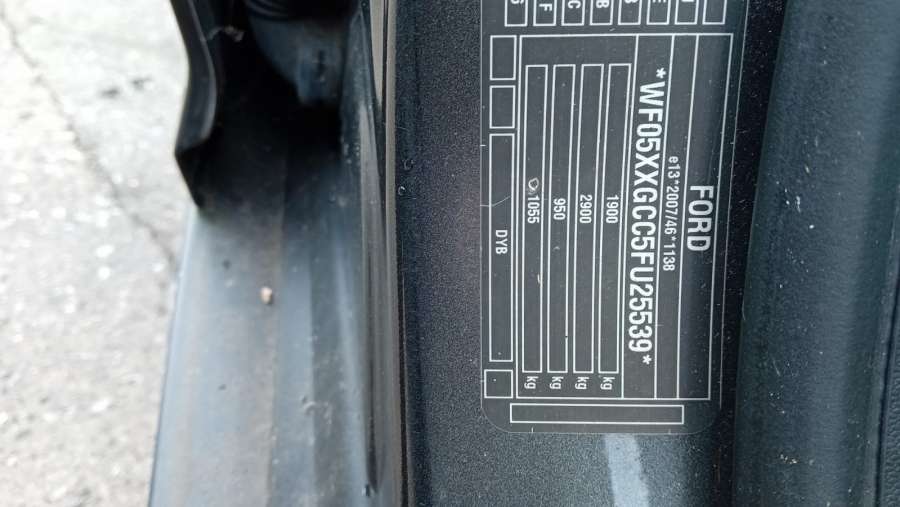 FORD
e13*2007/46*1138
*WF05XXGCC5FU25539*
1900 kg
2900 kg
950 kg
1055 kg
DYB